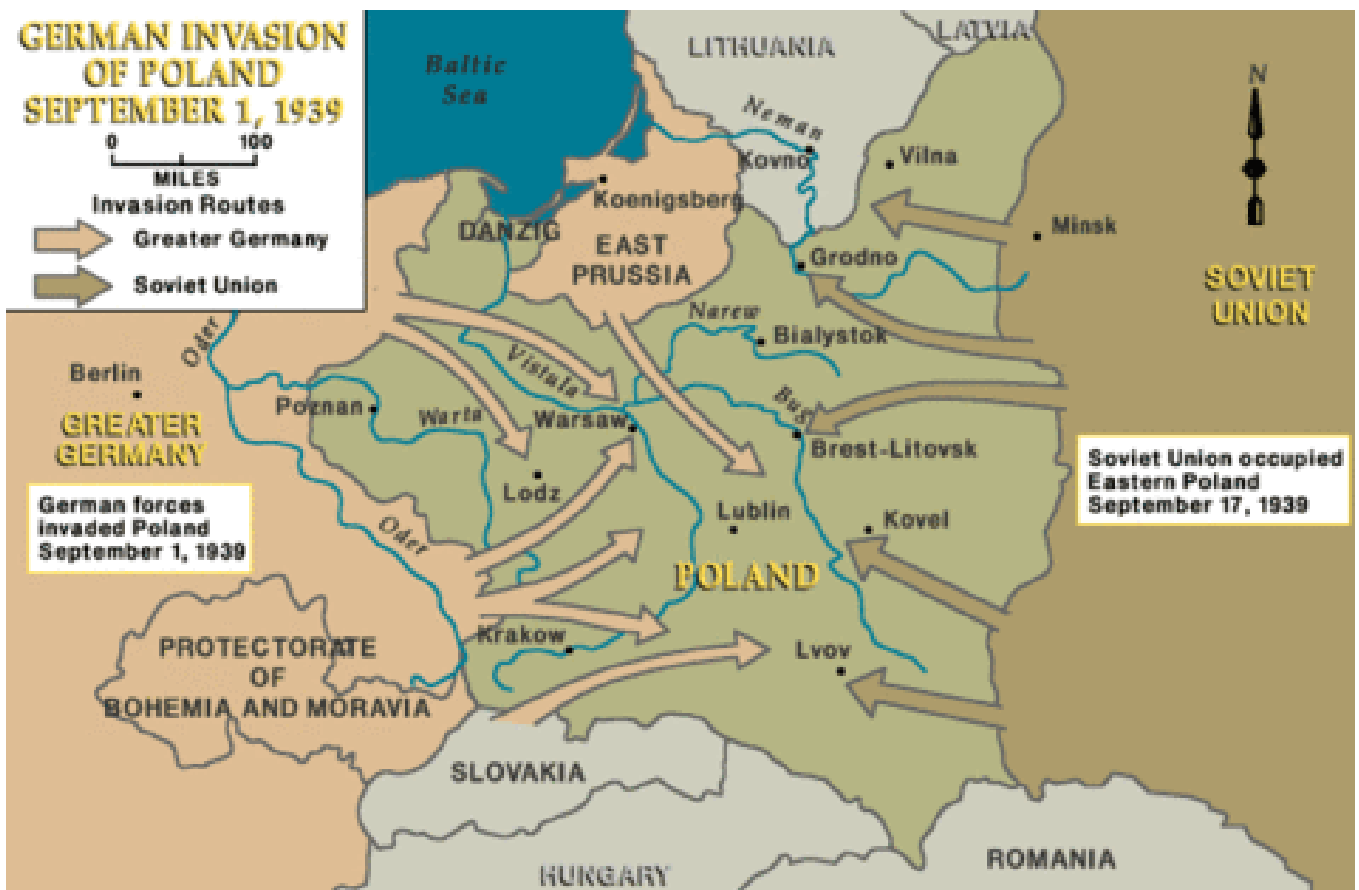 GERMAN INVASION
OF POLAND
SEPTEMBER 1, 1939
0 100
MILES
Invasion Routes
Greater Germany
Soviet Union
Baltic
Sea
LITHUANIA
LATVIA
N
Neman
Kovno
Vilna
Koenigsberg
Minsk
DANZIG
EAST
PRUSSIA
Grodno
SOVIET
UNION
Oder
Narew
Bialystok
Berlin
Vistula
Poznan
Warta
Warsaw
Bug
GREATER
GERMANY
Brest-Litovsk
Soviet Union occupied
Eastern Poland
September 17, 1939
Lodz
German forces
invaded Poland
September 1, 1939
Oder
Lublin
Kovel
POLAND
Krakow
Lvov
PROTECTORATE
OF
BOHEMIA AND MORAVIA
SLOVAKIA
HUNGARY
ROMANIA